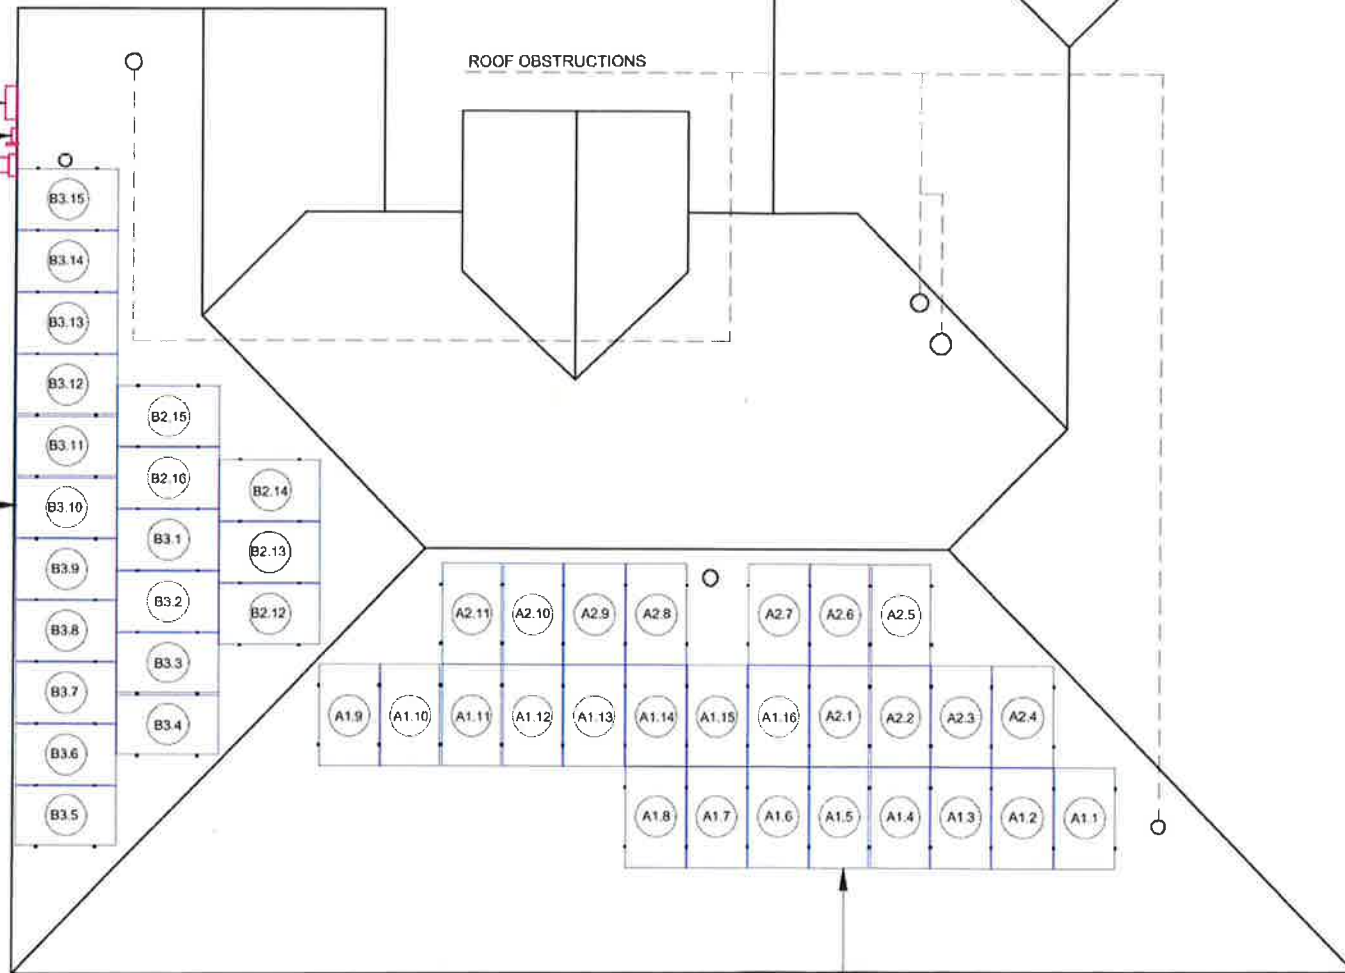 ROOF OBSTRUCTIONS
B3.15
B3.14
B3.13
B3.12
B3.11
B3.10
B3.9
B3.8
B3.7
B3.6
B3.5
B2.15
B2.16
B3.1
B3.2
B3.3
B3.4
B2.14
B2.13
B2.12
A2.11 A2.10 A2.9 A2.8 A2.7 A2.6 A2.5
A1.9 A1.10 A1.11 A1.12 A1.13 A1.14 A1.15 A1.16 A2.1 A2.2 A2.3 A2.4
A1.8 A1.7 A1.6 A1.5 A1.4 A1.3 A1.2 A1.1